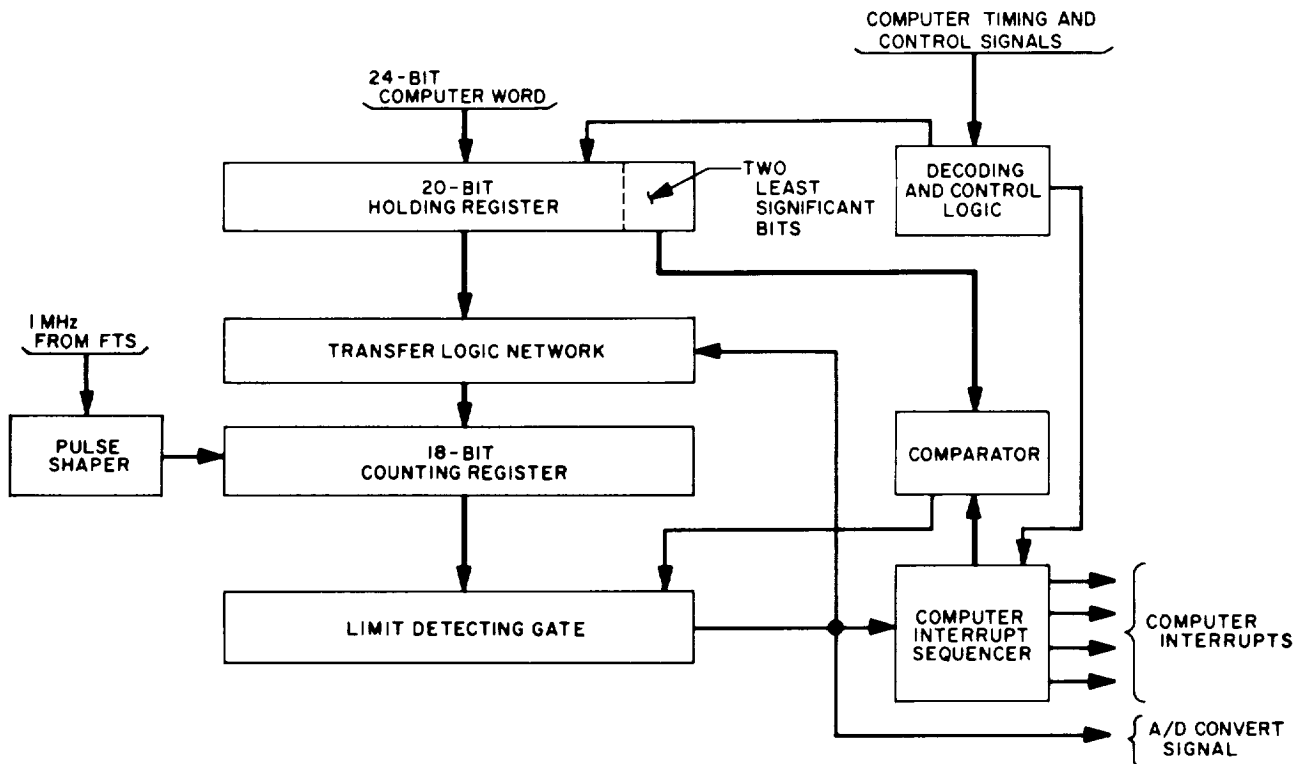 COMPUTER TIMING AND
CONTROL SIGNALS
24-BIT
COMPUTER WORD
20-BIT
HOLDING REGISTER
TWO
LEAST
SIGNIFICANT
BITS
DECODING
AND CONTROL
LOGIC
1 MHz
FROM FTS
TRANSFER LOGIC NETWORK
PULSE
SHAPER
18-BIT
COUNTING REGISTER
COMPARATOR
LIMIT DETECTING GATE
COMPUTER
INTERRUPT
SEQUENCER
COMPUTER
INTERRUPTS
A/D CONVERT
SIGNAL